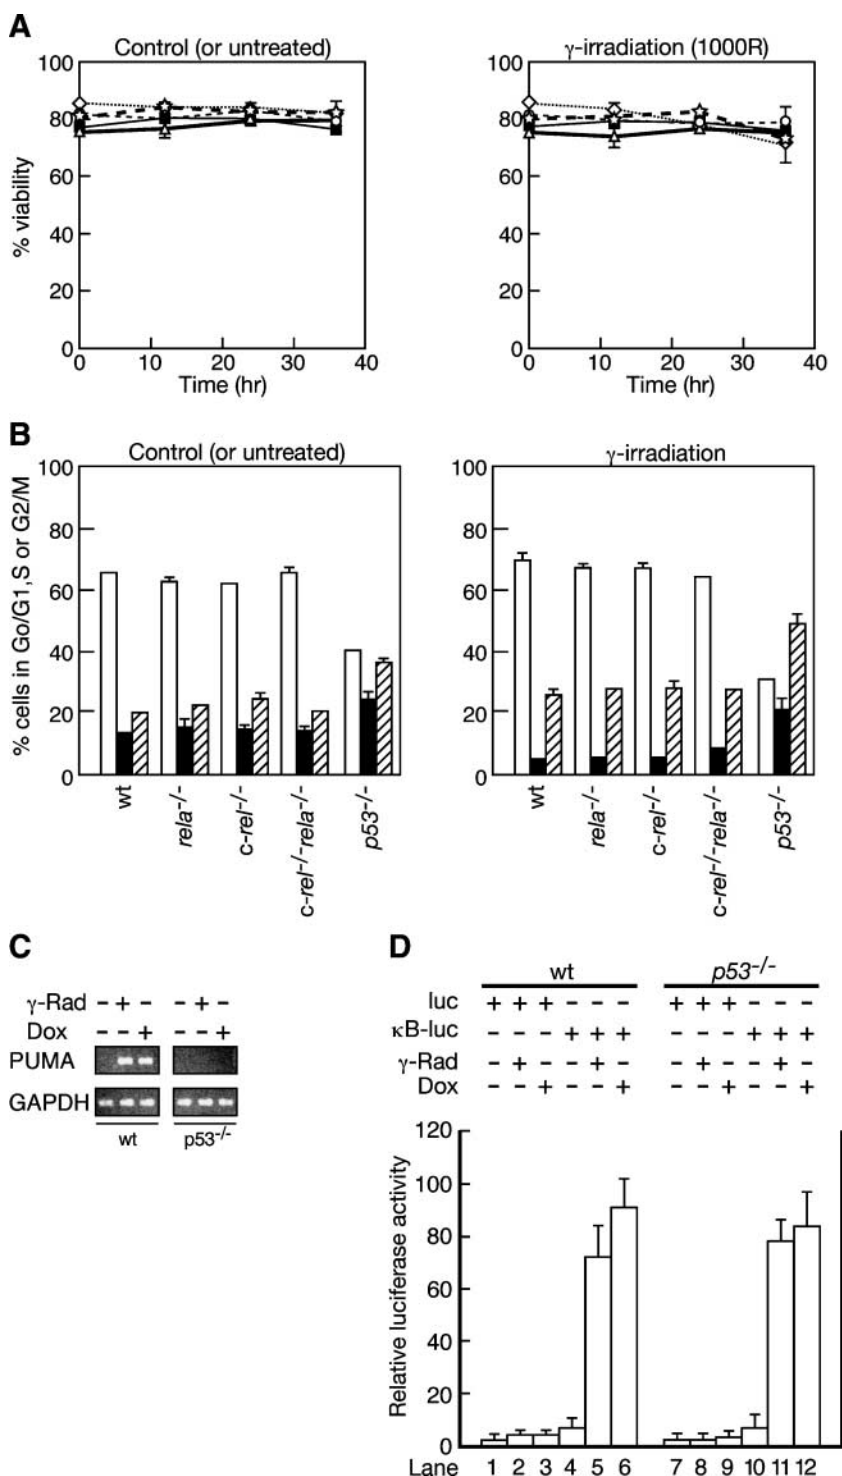 A
Control (or untreated)
γ-irradiation (1000R)
% viability
100
80
60
40
20
0
0 10 20 30 40
Time (hr)
100
80
60
40
20
0
0 10 20 30 40
Time (hr)
B
Control (or untreated)
γ-irradiation
% cells in Go/G1,S or G2/M
100
80
60
40
20
0
wt
rela-/-
c-rel-/-
c-rel-/-rela-/-
p53-/-
100
80
60
40
20
0
wt
rela-/-
c-rel-/-
c-rel-/-rela-/-
p53-/-
C
γ-Rad - + - - + -
Dox - - + - - +
PUMA
GAPDH
wt p53-/-
D
wt p53-/-
luc + + + - - - + + + - - -
κB-luc - - - + + + - - - + + +
γ-Rad - + - - + - - + - - + -
Dox - - + - - + - - + - - +
Relative luciferase activity
120
100
80
60
40
20
0
Lane 1 2 3 4 5 6 7 8 9 10 11 12